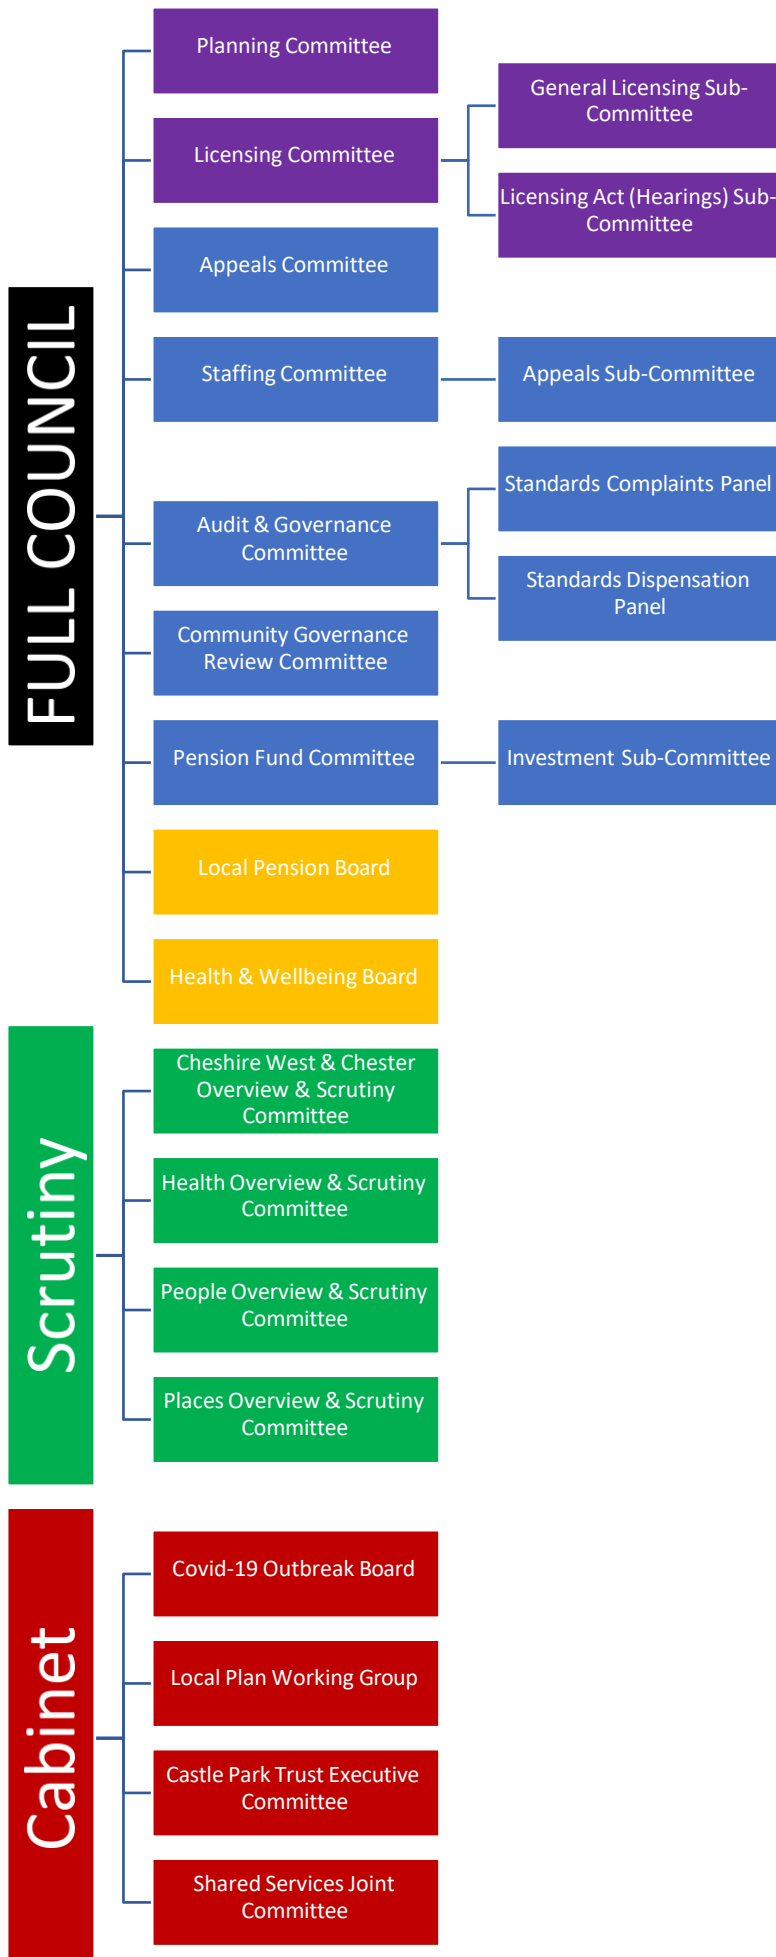 FULL COUNCIL
Planning Committee
Licensing Committee
General Licensing Sub-
Committee
Licensing Act (Hearings) Sub-
Committee
Appeals Committee
Staffing Committee
Appeals Sub-Committee
Audit & Governance
Committee
Standards Complaints Panel
Standards Dispensation
Panel
Community Governance
Review Committee
Pension Fund Committee
Investment Sub-Committee
Local Pension Board
Health & Wellbeing Board
Scrutiny
Cheshire West & Chester
Overview & Scrutiny
Committee
Health Overview & Scrutiny
Committee
People Overview & Scrutiny
Committee
Places Overview & Scrutiny
Committee
Cabinet
Covid-19 Outbreak Board
Local Plan Working Group
Castle Park Trust Executive
Committee
Shared Services Joint
Committee